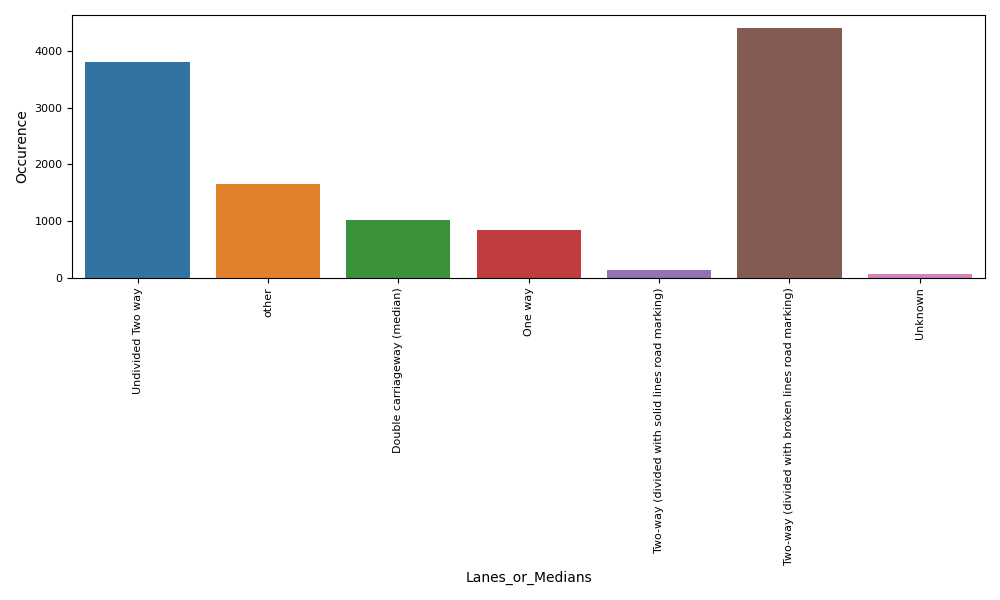 Occurence
4000
3000
2000
1000
0
Undivided Two way
other
Double carriageway (median)
One way
Two-way (divided with solid lines road marking)
Two-way (divided with broken lines road marking)
Unknown
Lanes_or_Medians